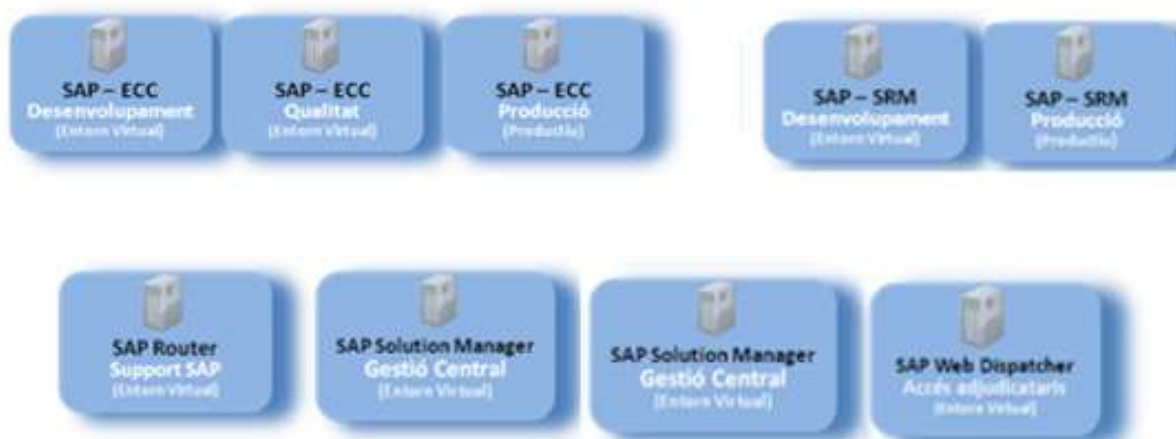 SAP – ECC
Desenvolupament
(Entorn Virtual)
SAP – ECC
Qualitat
(Entorn Virtual)
SAP – ECC
Producció
(Productiu)
SAP – SRM
Desenvolupament
(Entorn Virtual)
SAP – SRM
Producció
(Productiu)
SAP Router
Support SAP
(Entorn Virtual)
SAP Solution Manager
Gestió Central
(Entorn Virtual)
SAP Solution Manager
Gestió Central
(Entorn Virtual)
SAP Web Dispatcher
Accés adjudicataris
(Entorn Virtual)